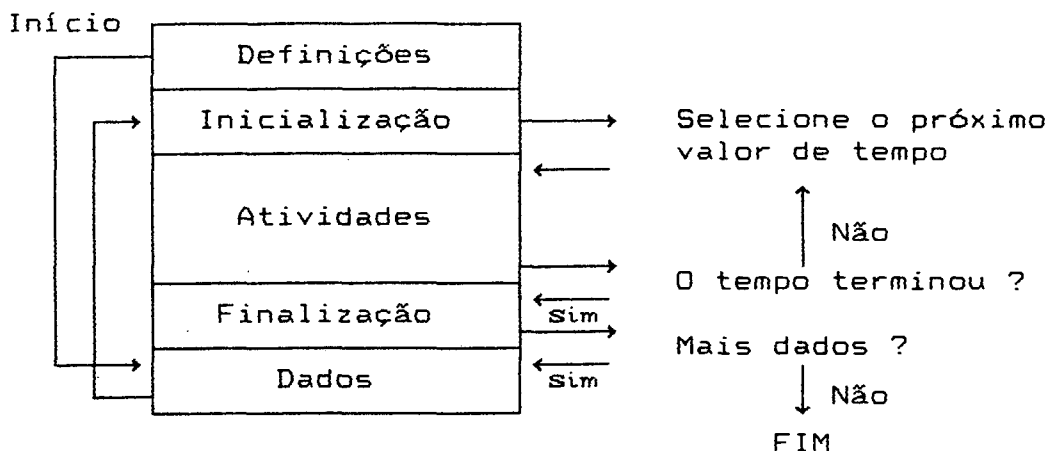 Início
Definições
Inicialização
Selecione o próximo
valor de tempo
Atividades
Não
O tempo terminou ?
Finalização
Sim
Mais dados ?
Dados
Sim
Não
FIM